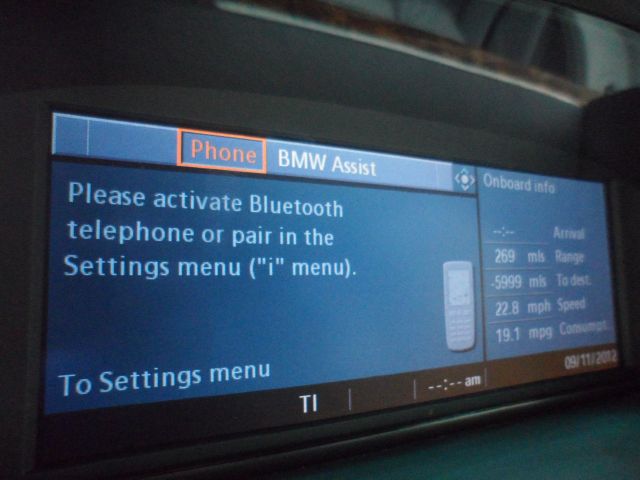 Phone BMW Assist
Please activate Bluetooth
telephone or pair in the
Settings menu ("i" menu).
To Settings menu
Onboard info
--:-- Arrival
269 mls Range
-5999 mls To dest.
22.8 mph Speed
19.1 mpg Consumpt.
09/11/2012
TI --:-- am